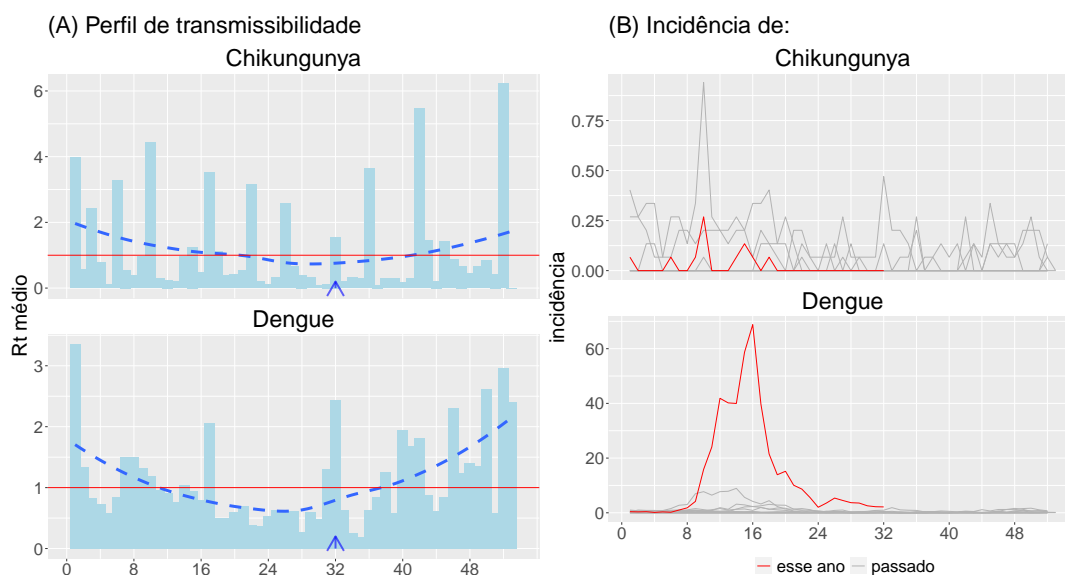 (A) Perfil de transmissibilidade
Chikungunya
6
4
2
0
Dengue
3
2
1
0
0 8 16 24 32 40 48
Rt médio
(B) Incidência de:
Chikungunya
0.75
0.50
0.25
0.00
Dengue
60
40
20
0
0 8 16 24 32 40 48
incidência
esse ano passado